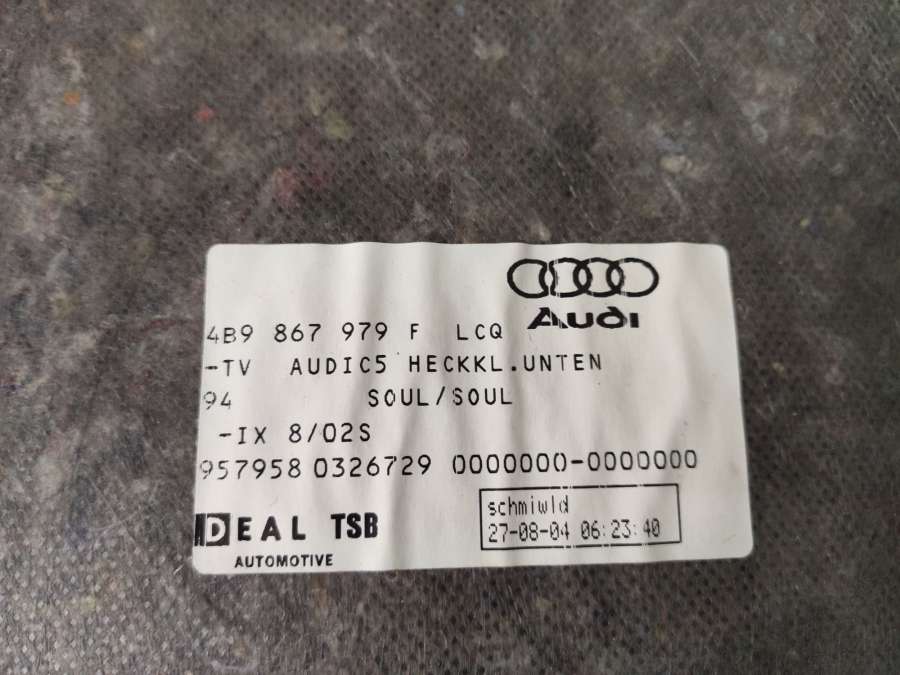 Audi
4B9 867 979 F LCQ
-TV AUDIC5 HECKKL.UNTEN
94 SOUL/SOUL
-IX 8/02S
957958 0326729 0000000-0000000
IDEAL TSB
AUTOMOTIVE
schmiwld
27-08-04 06:23:40